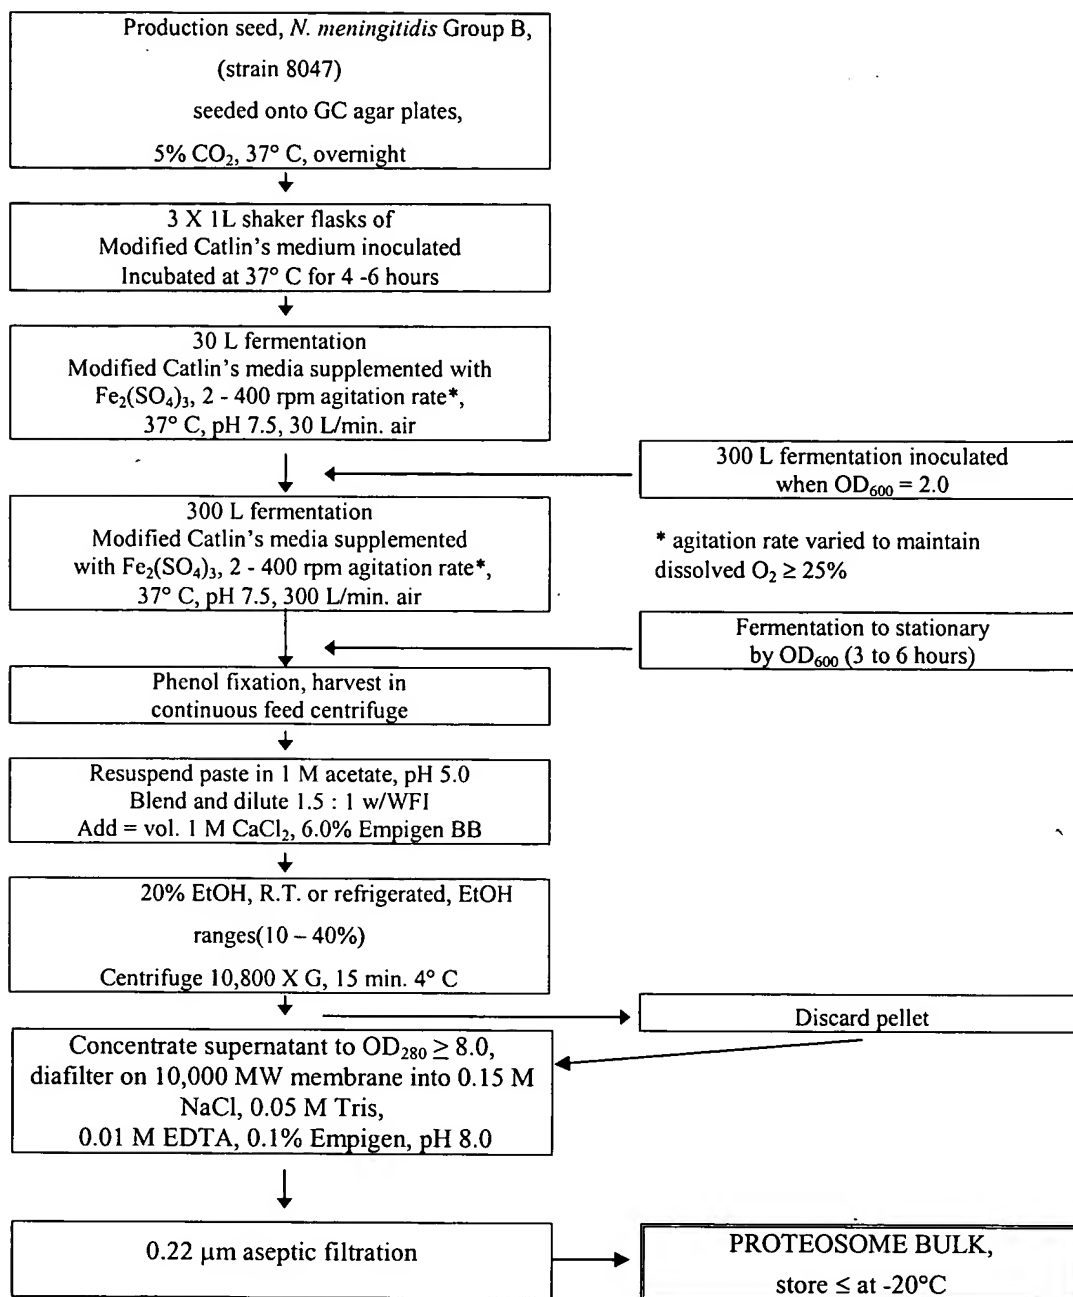 Production seed, N. meningitidis Group B,
(strain 8047)
seeded onto GC agar plates,
5% CO₂, 37° C, overnight
3 X 1L shaker flasks of
Modified Catlin's medium inoculated
Incubated at 37° C for 4 -6 hours
30 L fermentation
Modified Catlin's media supplemented with
Fe₂(SO₄)₃, 2 - 400 rpm agitation rate*,
37° C, pH 7.5, 30 L/min. air
300 L fermentation inoculated
when OD₆₀₀ = 2.0
300 L fermentation
Modified Catlin's media supplemented
with Fe₂(SO₄)₃, 2 - 400 rpm agitation rate*,
37° C, pH 7.5, 300 L/min. air
* agitation rate varied to maintain
dissolved O₂ ≥ 25%
Fermentation to stationary
by OD₆₀₀ (3 to 6 hours)
Phenol fixation, harvest in
continuous feed centrifuge
Resuspend paste in 1 M acetate, pH 5.0
Blend and dilute 1.5 : 1 w/WFI
Add = vol. 1 M CaCl₂, 6.0% Empigen BB
20% EtOH, R.T. or refrigerated, EtOH
ranges(10 – 40%)
Centrifuge 10,800 X G, 15 min. 4° C
Discard pellet
Concentrate supernatant to OD₂₈₀ ≥ 8.0,
diafilter on 10,000 MW membrane into 0.15 M
NaCl, 0.05 M Tris,
0.01 M EDTA, 0.1% Empigen, pH 8.0
0.22 μm aseptic filtration
PROTEOSOME BULK,
store ≤ at -20°C